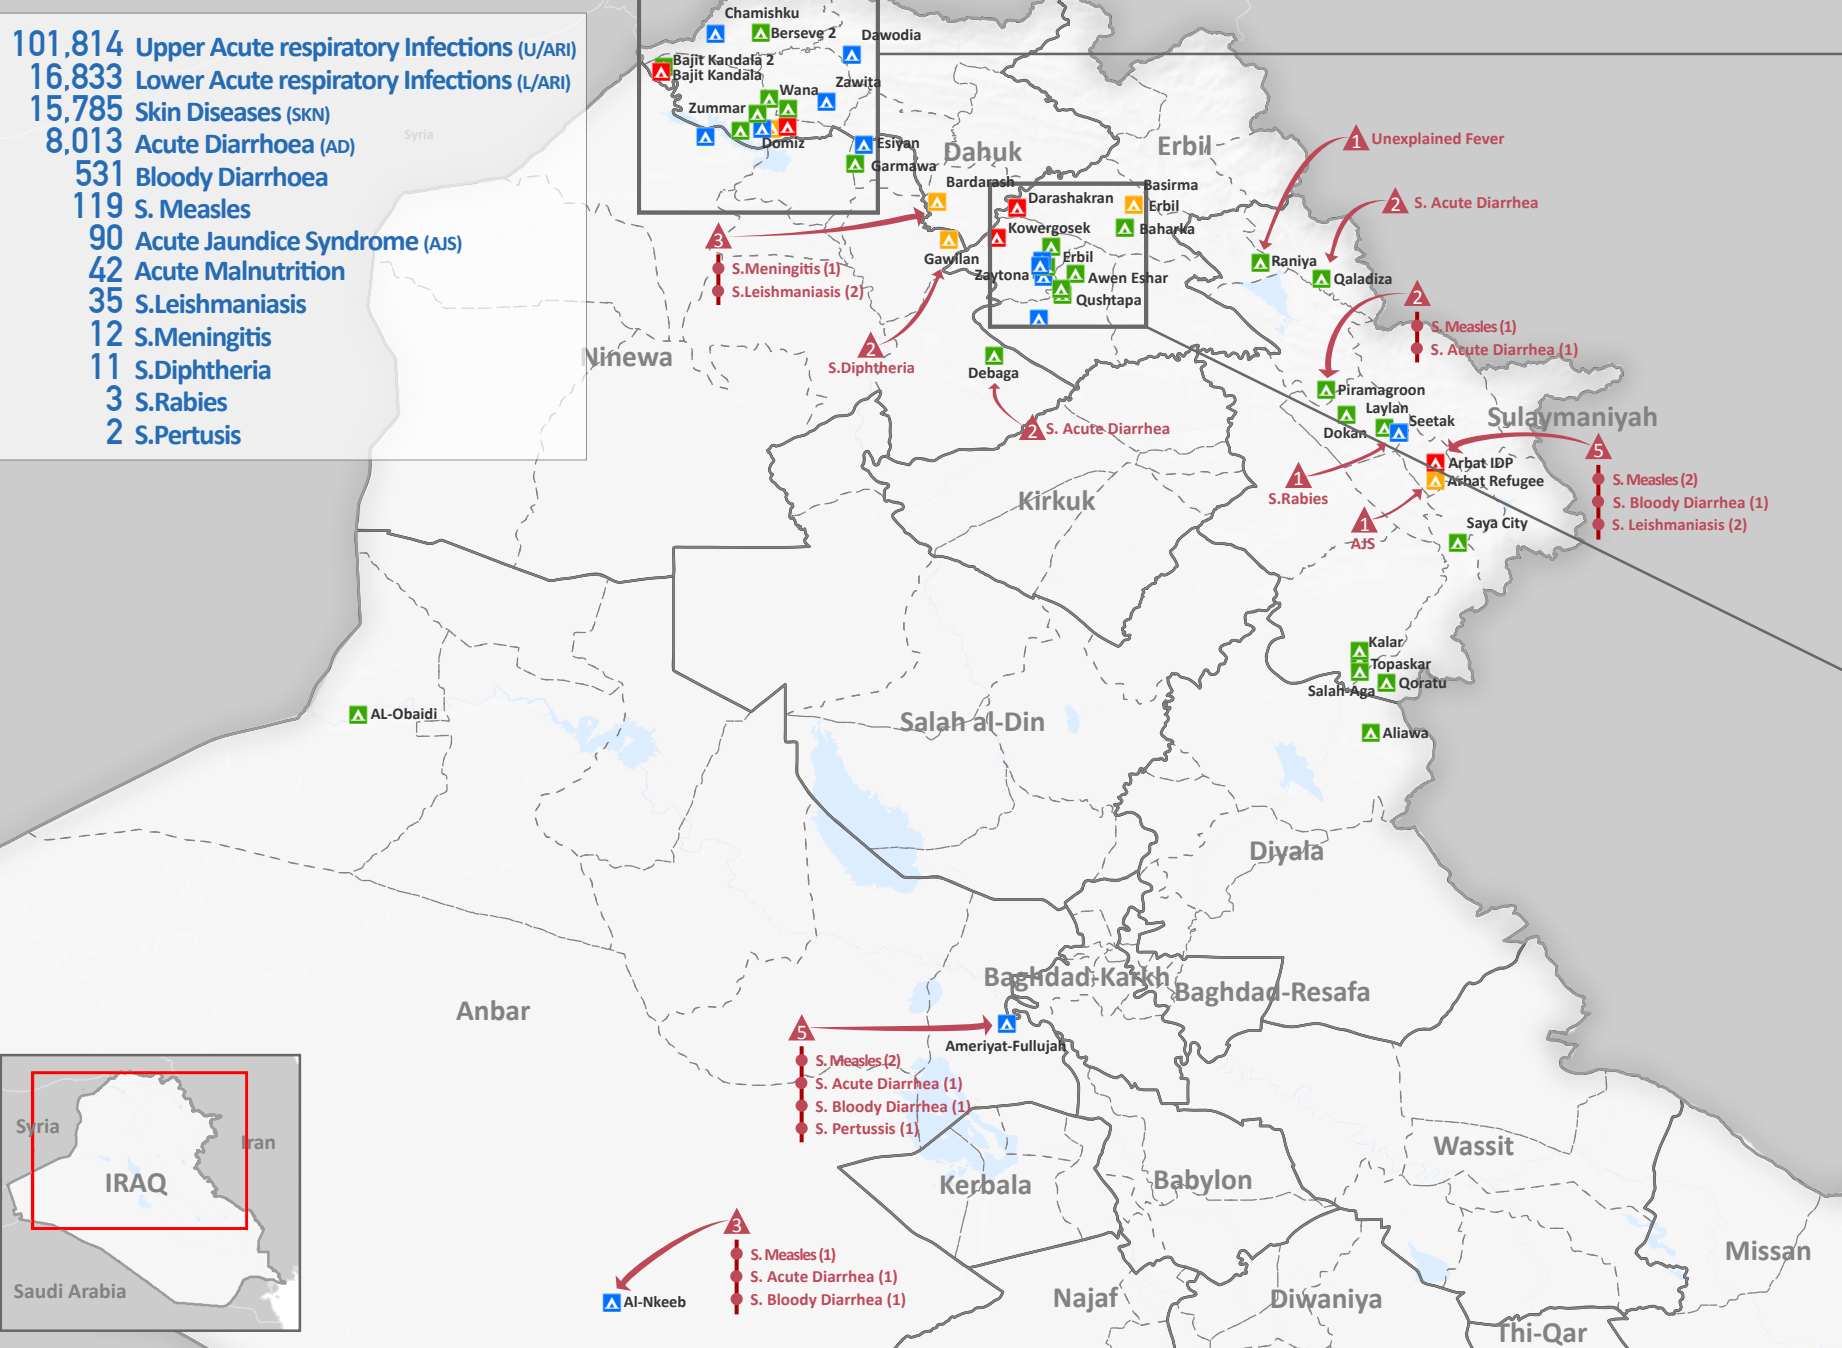 101,814 Upper Acute respiratory Infections (U/ARI)
16,833 Lower Acute respiratory Infections (L/ARI)
15,785 Skin Diseases (SKN)
8,013 Acute Diarrhoea (AD)
531 Bloody Diarrhoea
119 S. Measles
90 Acute Jaundice Syndrome (AJS)
42 Acute Malnutrition
35 S.Leishmaniasis
12 S.Meningitis
11 S.Diphtheria
3 S.Rabies
2 S.Pertusis
Syria
Chamishku
Berseve 2
Dawodia
Bajit Kandala 2
Bajit Kandala
Wana
Zawita
Zummar
Domiz
Esiyan
Garmawa
Dahuk
Erbil
1 Unexplained Fever
2 S. Acute Diarrhea
Bardarash
Darashakran
Basirma
Erbil
Baharka
Kowergosek
Erbil
Zaytona
Awen Eshar
Qushtapa
Gawilan
Raniya
Qaladiza
3
S.Meningitis (1)
S.Leishmaniasis (2)
2
S. Measles (1)
S. Acute Diarrhea (1)
Ninewa
2
S.Diphtheria
Debaga
2 S. Acute Diarrhea
Piramagroon
Laylan
Dokan
Seetak
Sulaymaniyah
5
S. Measles (2)
S. Bloody Diarrhea (1)
S. Leishmaniasis (2)
Arbat IDP
Arbat Refugee
1
S.Rabies
1
AJS
Saya City
Kirkuk
Kalar
Topaskar
Salah-Aga
Qoratu
Aliawa
AL-Obaidi
Salah al-Din
Diyala
Baghdad-Karkh
Baghdad-Resafa
Anbar
5
S. Measles (2)
S. Acute Diarrhea (1)
S. Bloody Diarrhea (1)
S. Pertussis (1)
Ameriyat-Fullujah
Wassit
Kerbala
Babylon
3
S. Measles (1)
S. Acute Diarrhea (1)
S. Bloody Diarrhea (1)
Al-Nkeeb
Najaf
Diwaniya
Missan
Thi-Qar
Syria
Iran
IRAQ
Saudi Arabia